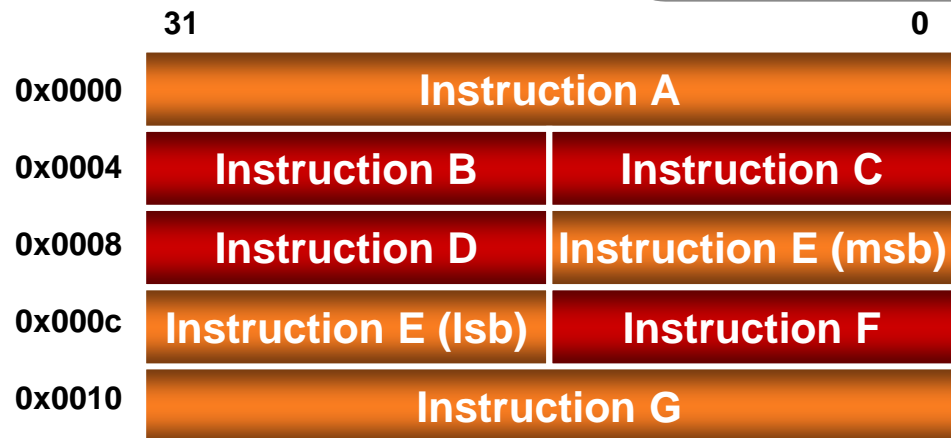 31 0
0x0000 Instruction A
0x0004 Instruction B Instruction C
0x0008 Instruction D Instruction E (msb)
0x000c Instruction E (lsb) Instruction F
0x0010 Instruction G